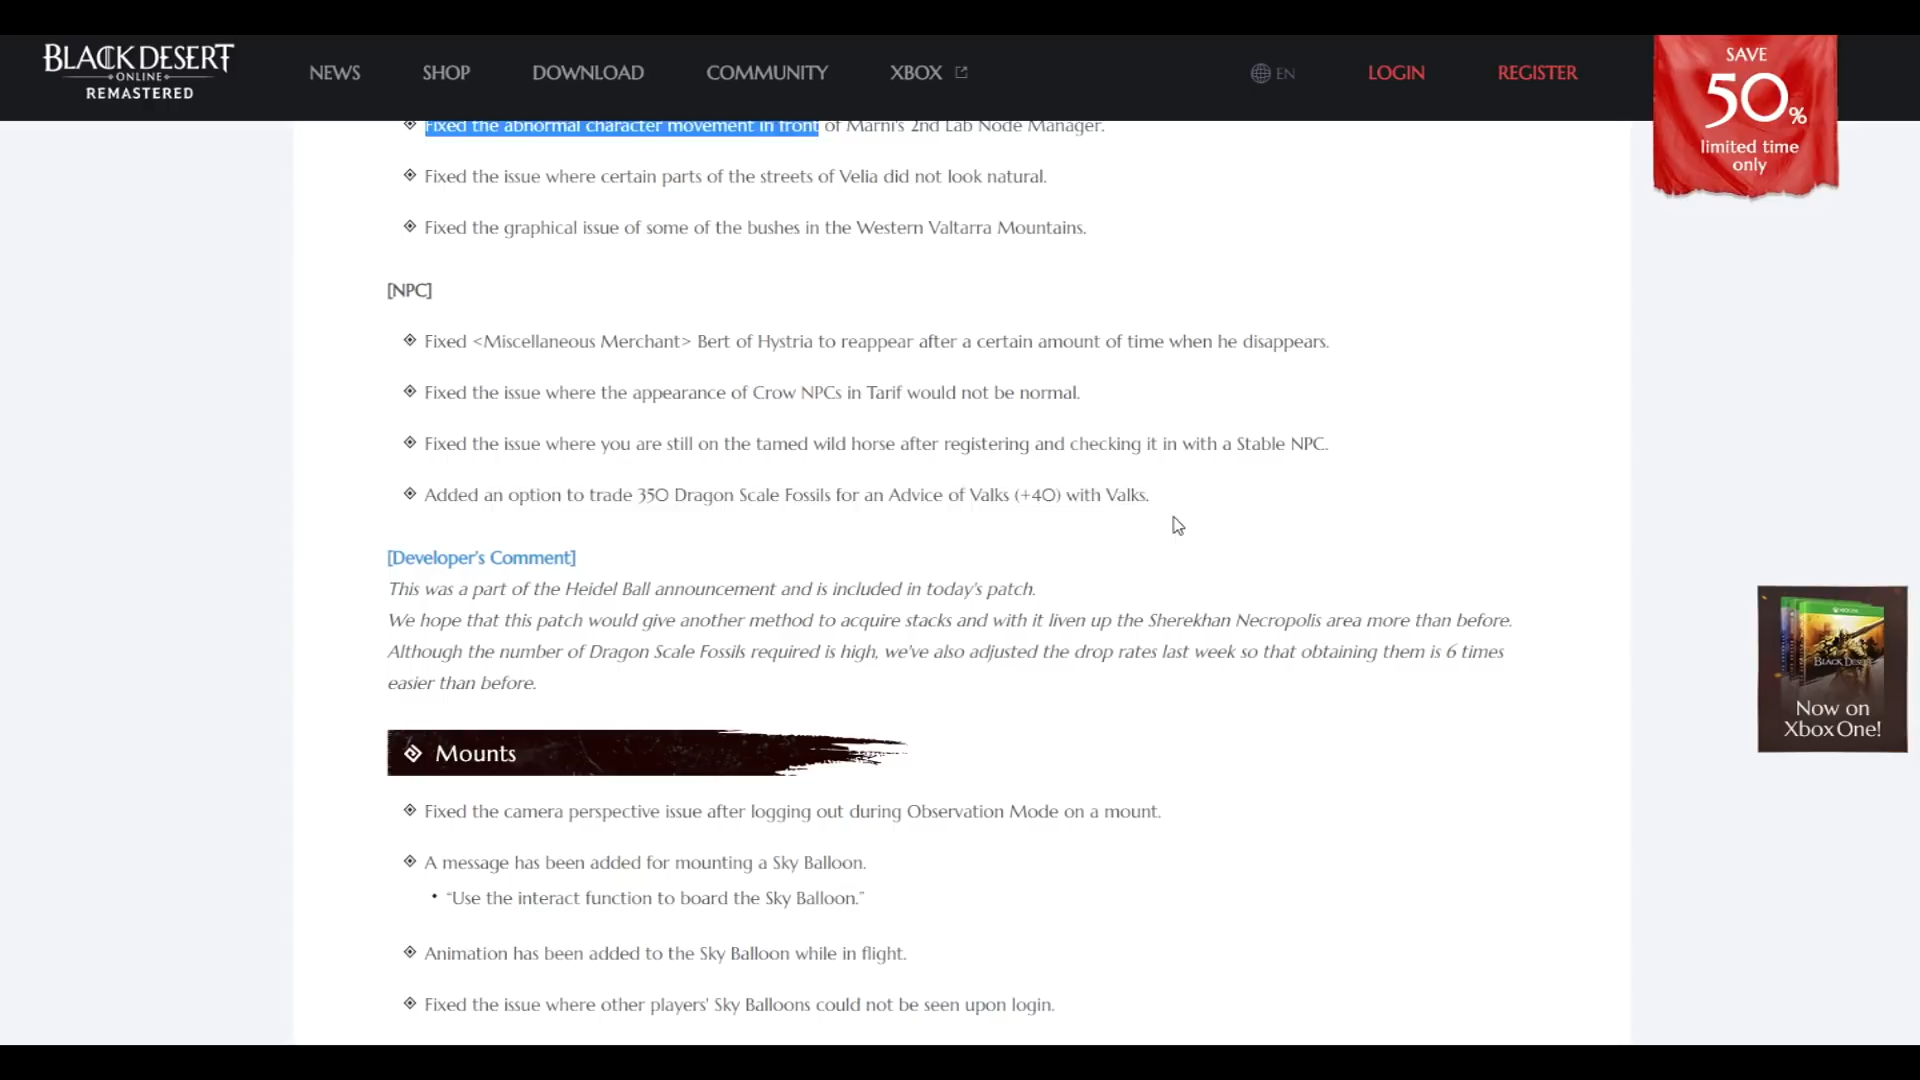 BLACK DESERT
ONLINE
REMASTERED
NEWS
SHOP
DOWNLOAD
COMMUNITY
XBOX
EN
LOGIN
REGISTER
SAVE
50%
limited time
only
Fixed the abnormal character movement in front of Marni's 2nd Lab Node Manager.
Fixed the issue where certain parts of the streets of Velia did not look natural.
Fixed the graphical issue of some of the bushes in the Western Valtarra Mountains.
[NPC]
Fixed <Miscellaneous Merchant> Bert of Hystria to reappear after a certain amount of time when he disappears.
Fixed the issue where the appearance of Crow NPCs in Tarif would not be normal.
Fixed the issue where you are still on the tamed wild horse after registering and checking it in with a Stable NPC.
Added an option to trade 350 Dragon Scale Fossils for an Advice of Valks (+40) with Valks.
[Developer's Comment]
This was a part of the Heidel Ball announcement and is included in today's patch.
We hope that this patch would give another method to acquire stacks and with it liven up the Sherekhan Necropolis area more than before.
Although the number of Dragon Scale Fossils required is high, we've also adjusted the drop rates last week so that obtaining them is 6 times
easier than before.
Mounts
Fixed the camera perspective issue after logging out during Observation Mode on a mount.
A message has been added for mounting a Sky Balloon.
• “Use the interact function to board the Sky Balloon.”
Animation has been added to the Sky Balloon while in flight.
Fixed the issue where other players' Sky Balloons could not be seen upon login.
XBOX ONE
BLACK DESERT
Now on
Xbox One!